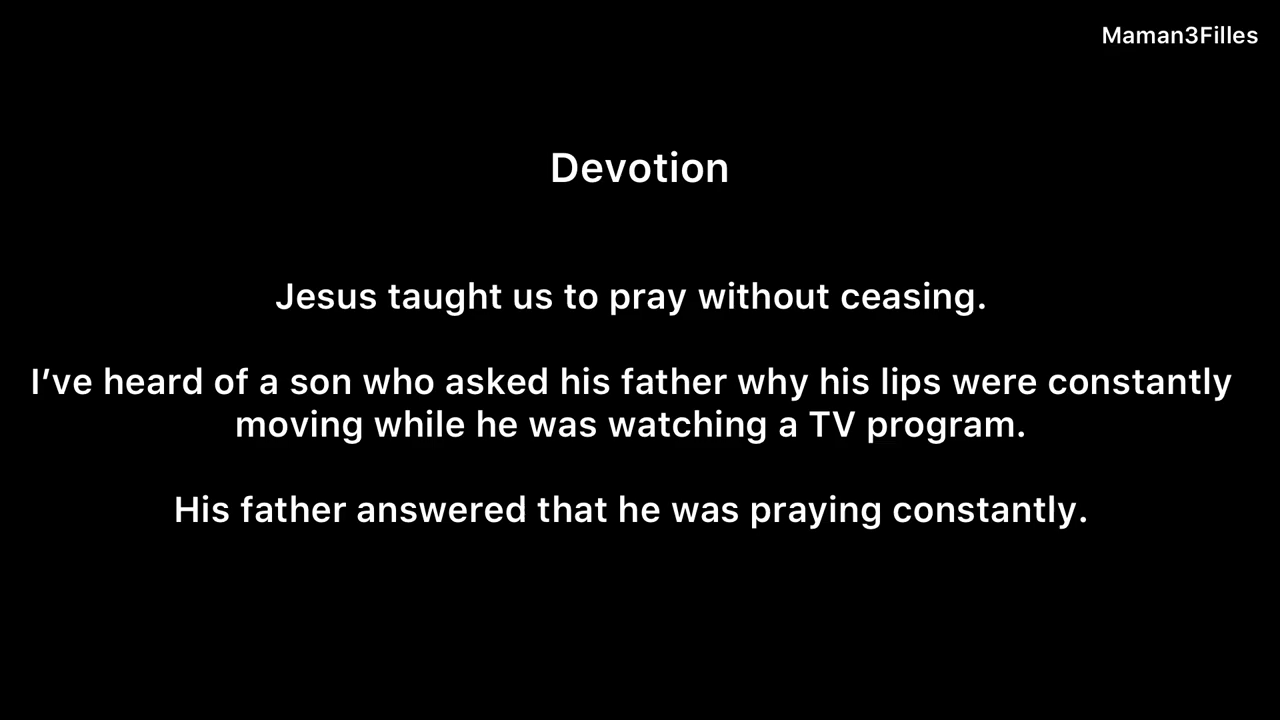 Maman3Filles
Devotion
Jesus taught us to pray without ceasing.
I’ve heard of a son who asked his father why his lips were constantly
moving while he was watching a TV program.
His father answered that he was praying constantly.